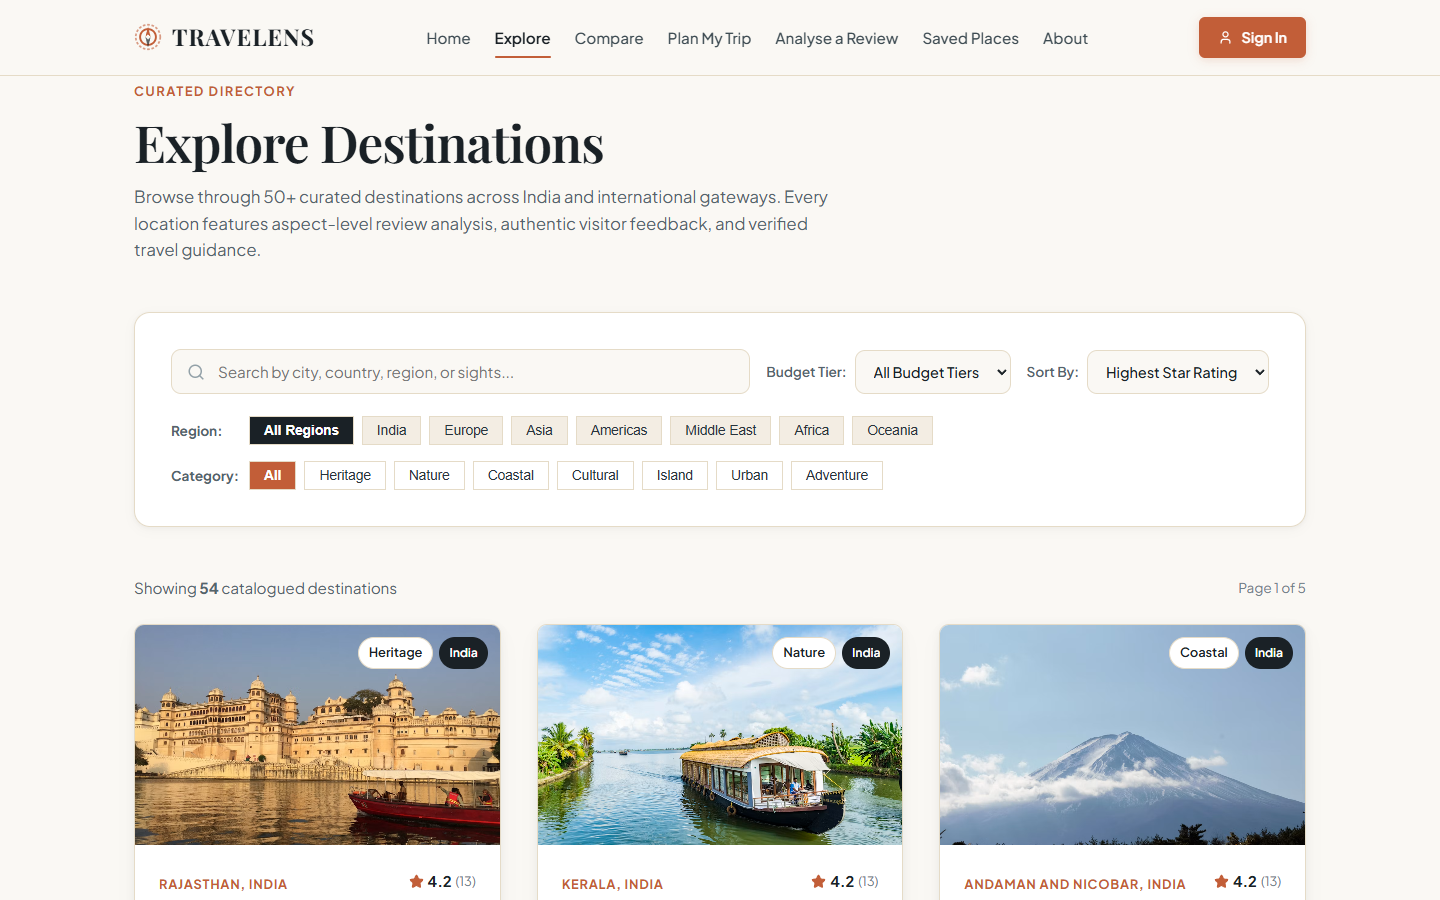 TRAVELENS
Home Explore Compare Plan My Trip Analyse a Review Saved Places About
Sign In
CURATED DIRECTORY
Explore Destinations
Browse through 50+ curated destinations across India and international gateways. Every
location features aspect-level review analysis, authentic visitor feedback, and verified
travel guidance.
Search by city, country, region, or sights...
Budget Tier: All Budget Tiers
Sort By: Highest Star Rating
Region: All Regions India Europe Asia Americas Middle East Africa Oceania
Category: All Heritage Nature Coastal Cultural Island Urban Adventure
Showing 54 catalogued destinations
Page 1 of 5
Heritage India
Nature India
Coastal India
RAJASTHAN, INDIA 4.2 (13)
KERALA, INDIA 4.2 (13)
ANDAMAN AND NICOBAR, INDIA 4.2 (13)